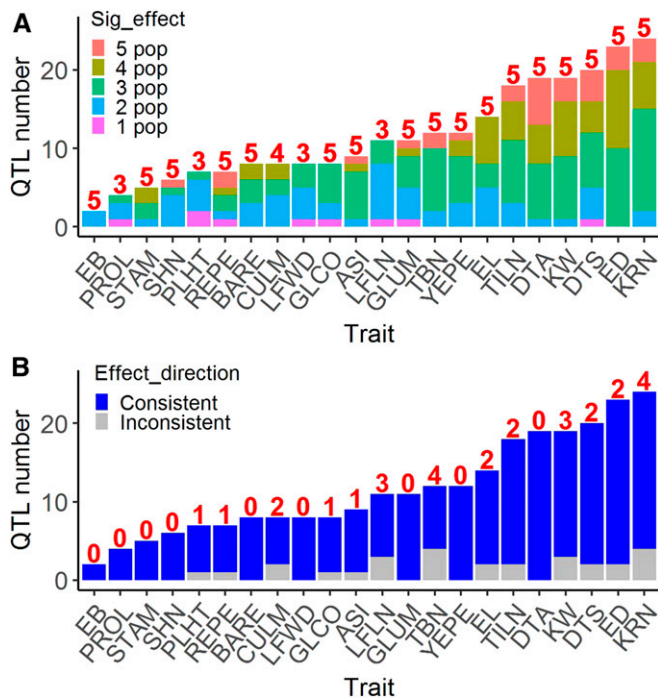 A
Sig_effect
5 pop
4 pop
3 pop
2 pop
1 pop
QTL number
20
10
0
5 3 5 5 3 5 5 4 3 5 5 3 5 5 5 5 5 5 5 5 5 5
EB PROL STAM SHN PLHT REPE BARE CULM LFWD GLCO ASI LFLN GLUM TBN YEPE EL TILN DTA KW DTS ED KRN
Trait
B
Effect_direction
Consistent
Inconsistent
QTL number
20
10
0
0 0 0 0 1 1 0 2 0 1 1 3 0 4 0 2 2 0 3 2 2 4
EB PROL STAM SHN PLHT REPE BARE CULM LFWD GLCO ASI LFLN GLUM TBN YEPE EL TILN DTA KW DTS ED KRN
Trait